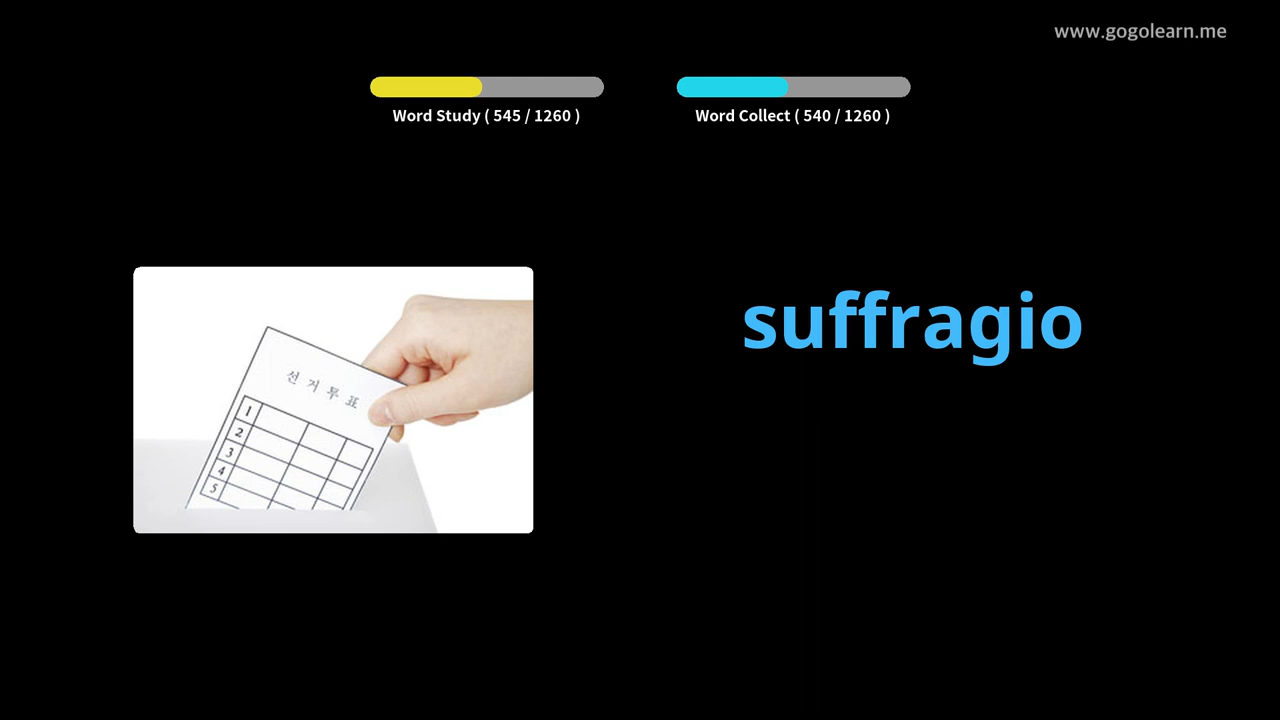 www.gogolearn.me
Word Study ( 545 / 1260 )
Word Collect ( 540 / 1260 )
선거투표
1
2
3
4
5
suffragio